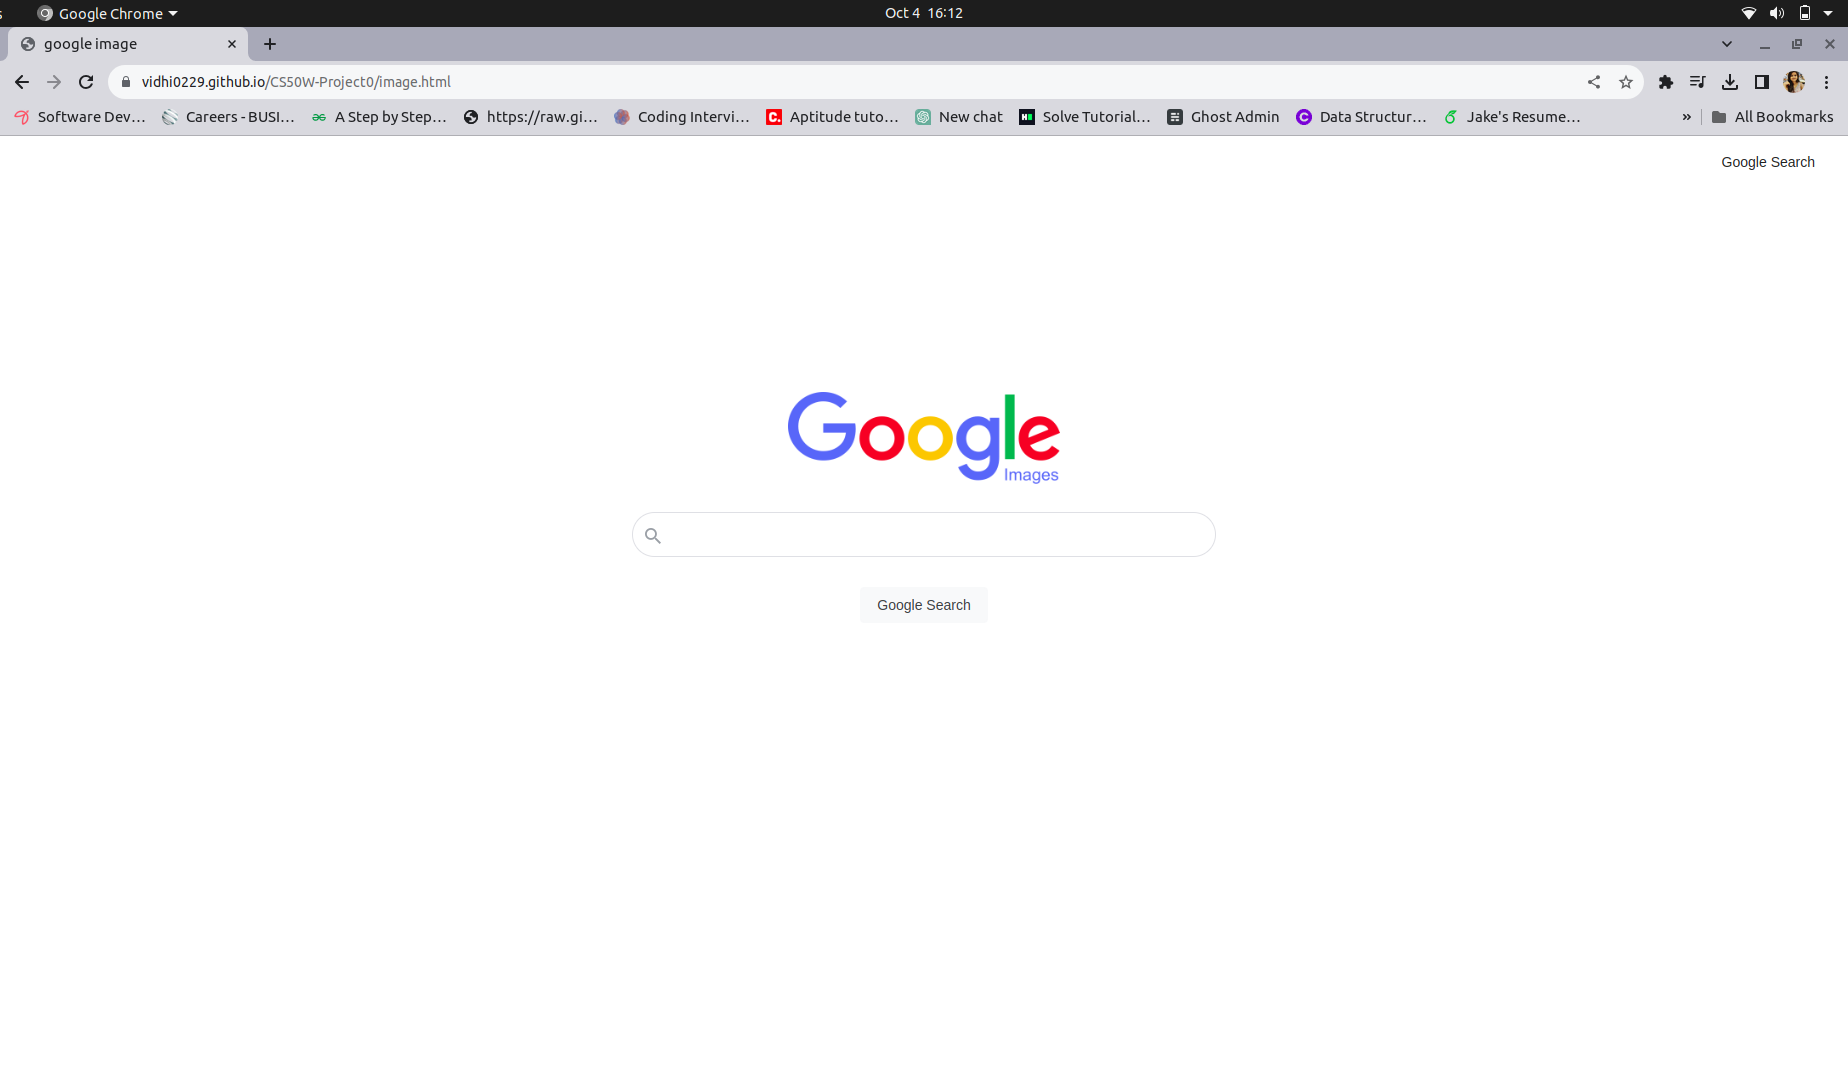 Google Chrome Oct 4 16:12
google image
vidhi0229.github.io/CS50W-Project0/image.html
Software Dev... Careers - BUSI... A Step by Step... https://raw.gi... Coding Intervi... Aptitude tuto... New chat Solve Tutorial... Ghost Admin Data Structur... Jake's Resume... » All Bookmarks
Google Search
Google
Images
Google Search